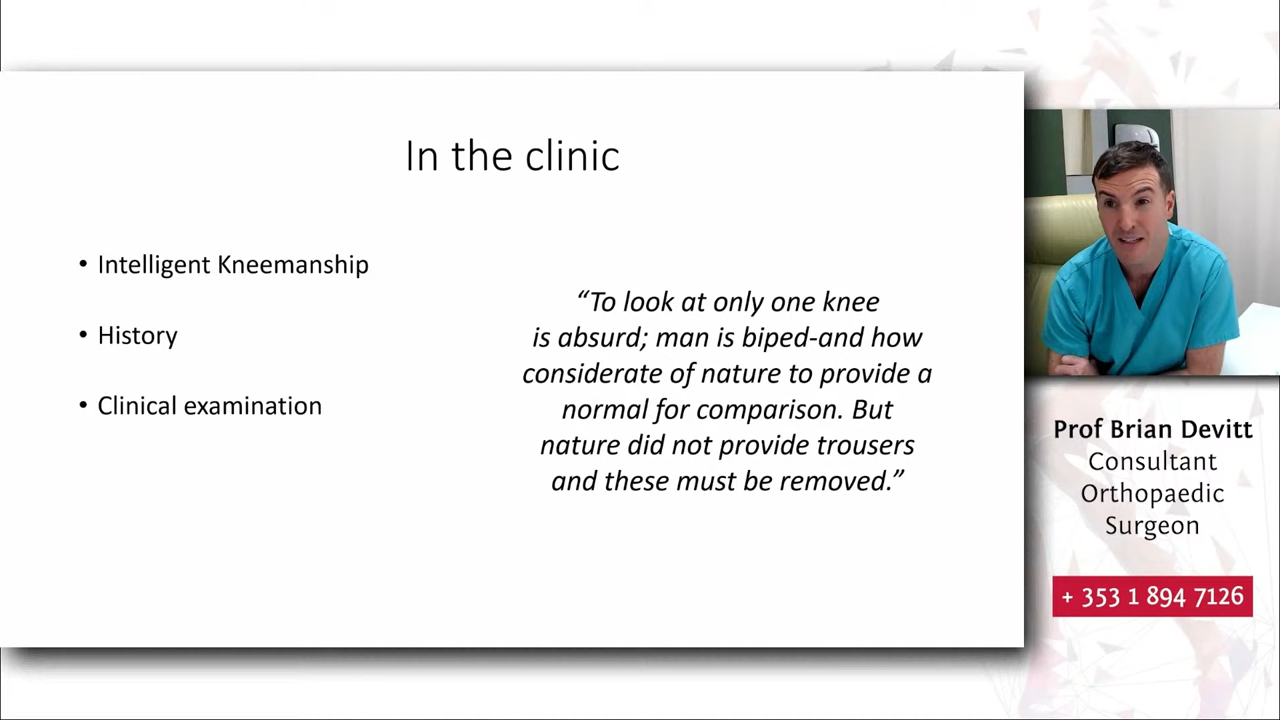 In the clinic
• Intelligent Kneemanship
• History
• Clinical examination
“To look at only one knee
is absurd; man is biped-and how
considerate of nature to provide a
normal for comparison. But
nature did not provide trousers
and these must be removed.”
Prof Brian Devitt
Consultant
Orthopaedic
Surgeon
+ 353 1 894 7126